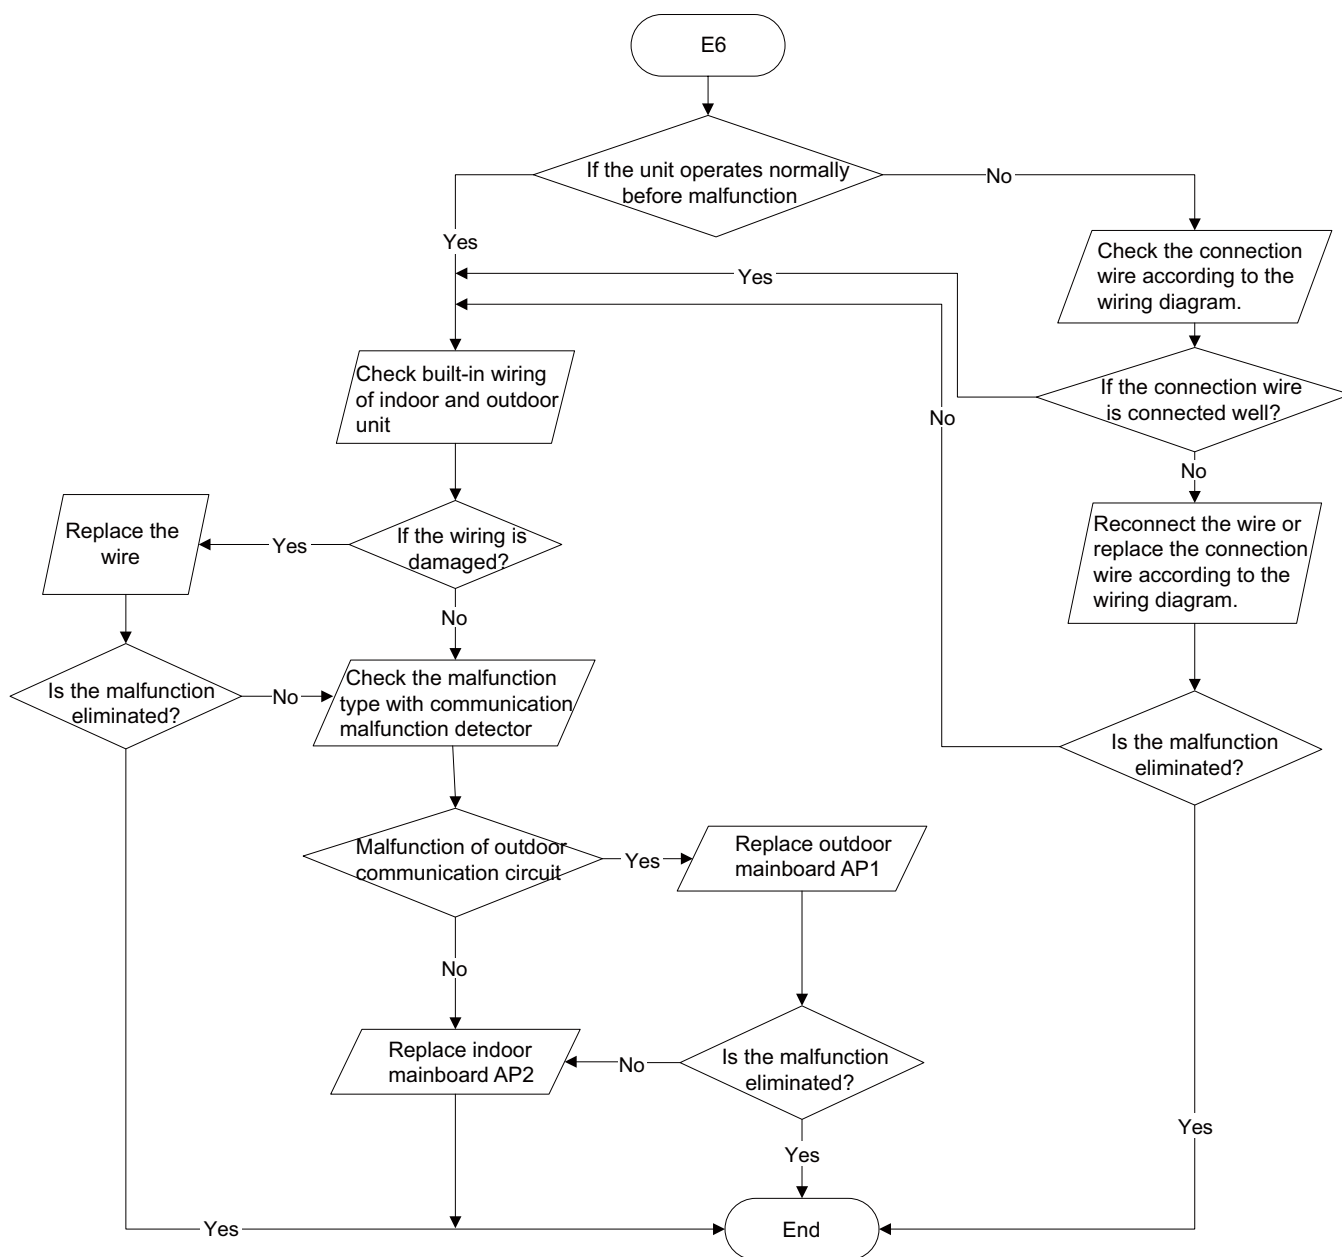 E6
If the unit operates normally
before malfunction
No
Yes
Check the connection
wire according to the
wiring diagram.
Yes
Check built-in wiring
of indoor and outdoor
unit
If the connection wire
is connected well?
No
No
Replace the
wire
Yes
If the wiring is
damaged?
Reconnect the wire or
replace the connection
wire according to the
wiring diagram.
No
Is the malfunction
eliminated?
No
Check the malfunction
type with communication
malfunction detector
Is the malfunction
eliminated?
Malfunction of outdoor
communication circuit
Yes
Replace outdoor
mainboard AP1
No
Replace indoor
mainboard AP2
No
Is the malfunction
eliminated?
Yes
Yes
Yes
End